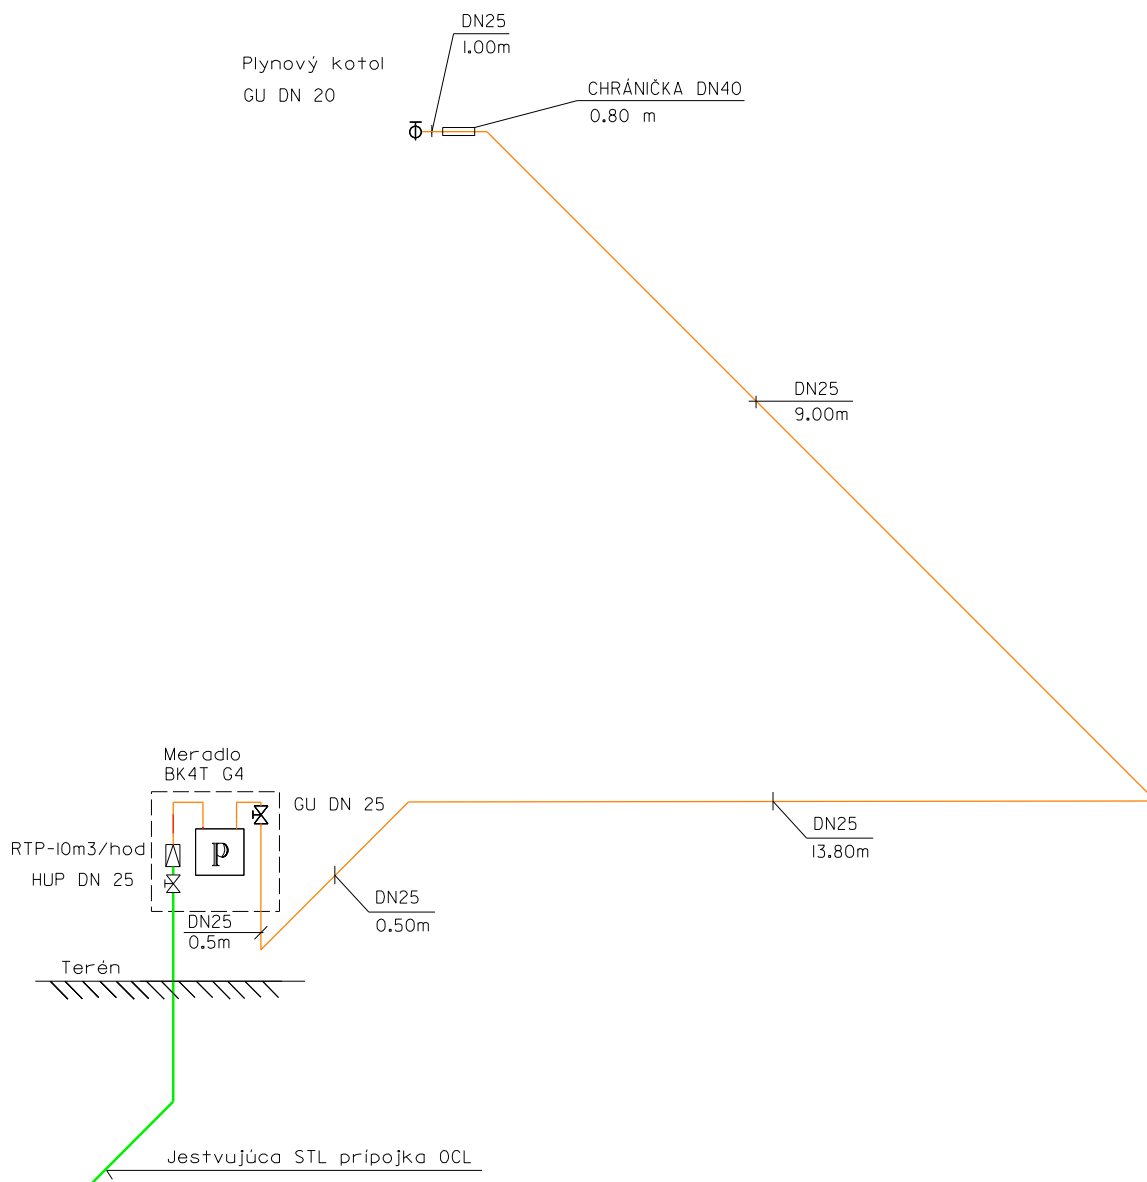 DN25
1.00m
Plynový kotol
GU DN 20
CHRÁNIČKA DN40
0.80 m
DN25
9.00m
Meradlo
BK4T G4
GU DN 25
RTP-10m3/hod
HUP DN 25
P
DN25
13.80m
DN25
0.50m
DN25
0.5m
Terén
Jestvujúca STL prípojka OCL